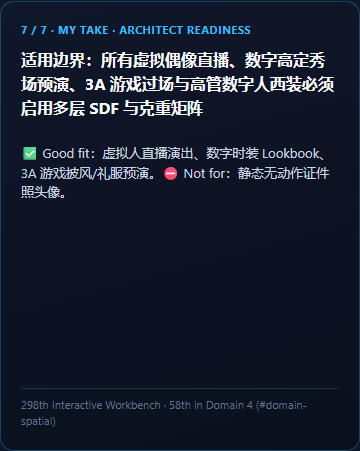 7 / 7 · MY TAKE · ARCHITECT READINESS
适用边界：所有虚拟偶像直播、数字高定秀
场预演、3A 游戏过场与高管数字人西装必须
启用多层 SDF 与克重矩阵
✅ Good fit：虚拟人直播演出、数字时装 Lookbook、
3A 游戏披风/礼服预演。⛔ Not for：静态无动作证件
照头像。
298th Interactive Workbench · 58th in Domain 4 (#domain-
spatial)